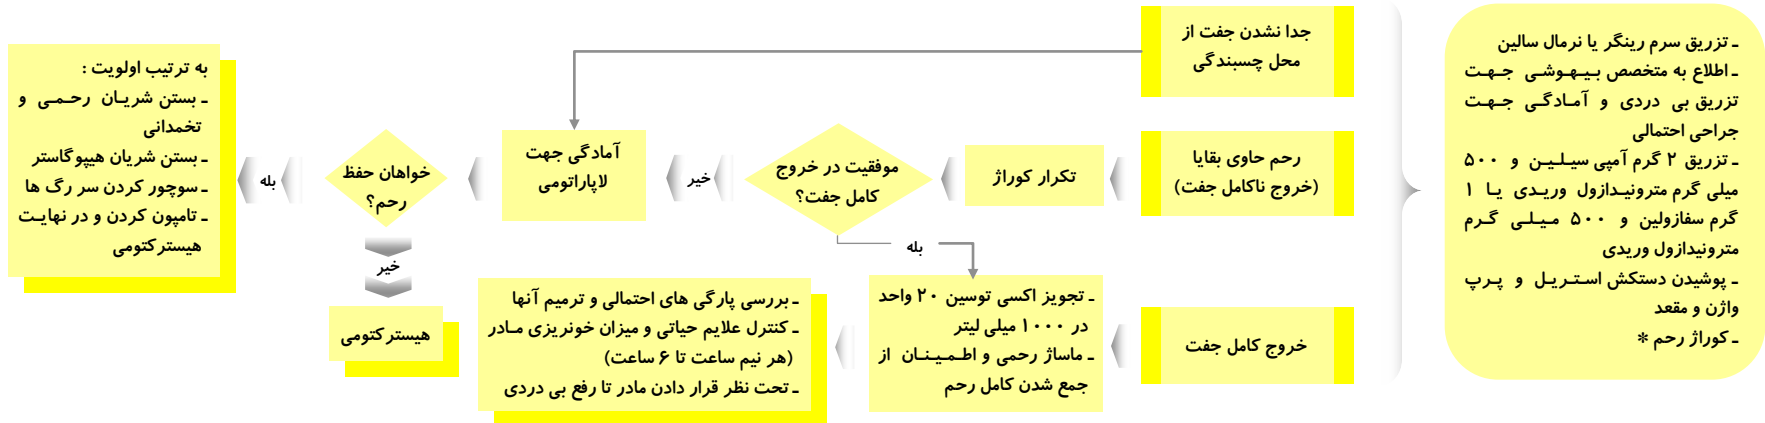 ـ تزریق سرم رینگر یا نرمال سالین
ـ اطلاع به متخصص بیهوشی جهت
تزریق بی دردی و آمادگی جهت
جراحی احتمالی
ـ تزریق ۲ گرم آمپی سیلین و ۵۰۰
میلی گرم مترونیدازول وریدی یا ۱
گرم سفازولین و ۵۰۰ میلی گرم
مترونیدازول وریدی
ـ پوشیدن دستکش استریل و پرپ
واژن و مقعد
ـ کوراژ رحم *
جدا نشدن جفت از
محل چسبندگی
رحم حاوی بقایا
(خروج ناکامل جفت)
خروج کامل جفت
تکرار کوراژ
موفقیت در خروج
کامل جفت؟
خیر
بله
آمادگی جهت
لاپاراتومی
ـ تجویز اکسی توسین ۲۰ واحد
در ۱۰۰۰ میلی لیتر
ـ ماساژ رحمی و اطمینان از
جمع شدن کامل رحم
ـ بررسی پارگی های احتمالی و ترمیم آنها
ـ کنترل علایم حیاتی و میزان خونریزی مادر
(هر نیم ساعت تا ۶ ساعت)
ـ تحت نظر قرار دادن مادر تا رفع بی دردی
خواهان حفظ
رحم؟
خیر
هیسترکتومی
بله
به ترتیب اولویت :
ـ بستن شریان رحمی و
تخمدانی
ـ بستن شریان هیپوگاستر
ـ سوچور کردن سر رگ ها
ـ تامپون کردن و در نهایت
هیسترکتومی